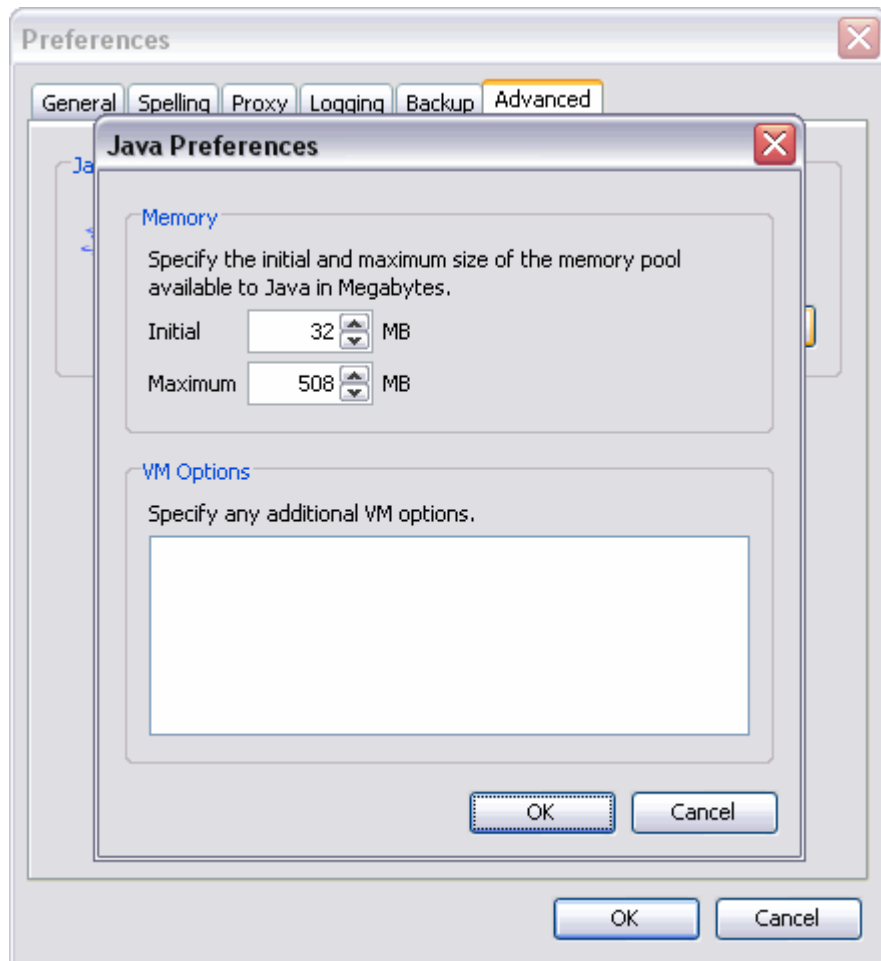 Preferences
General Spelling Proxy Logging Backup Advanced
Ja
Java Preferences
Memory
Specify the initial and maximum size of the memory pool
available to Java in Megabytes.
Initial 32 MB
Maximum 508 MB
VM Options
Specify any additional VM options.
OK Cancel
OK Cancel